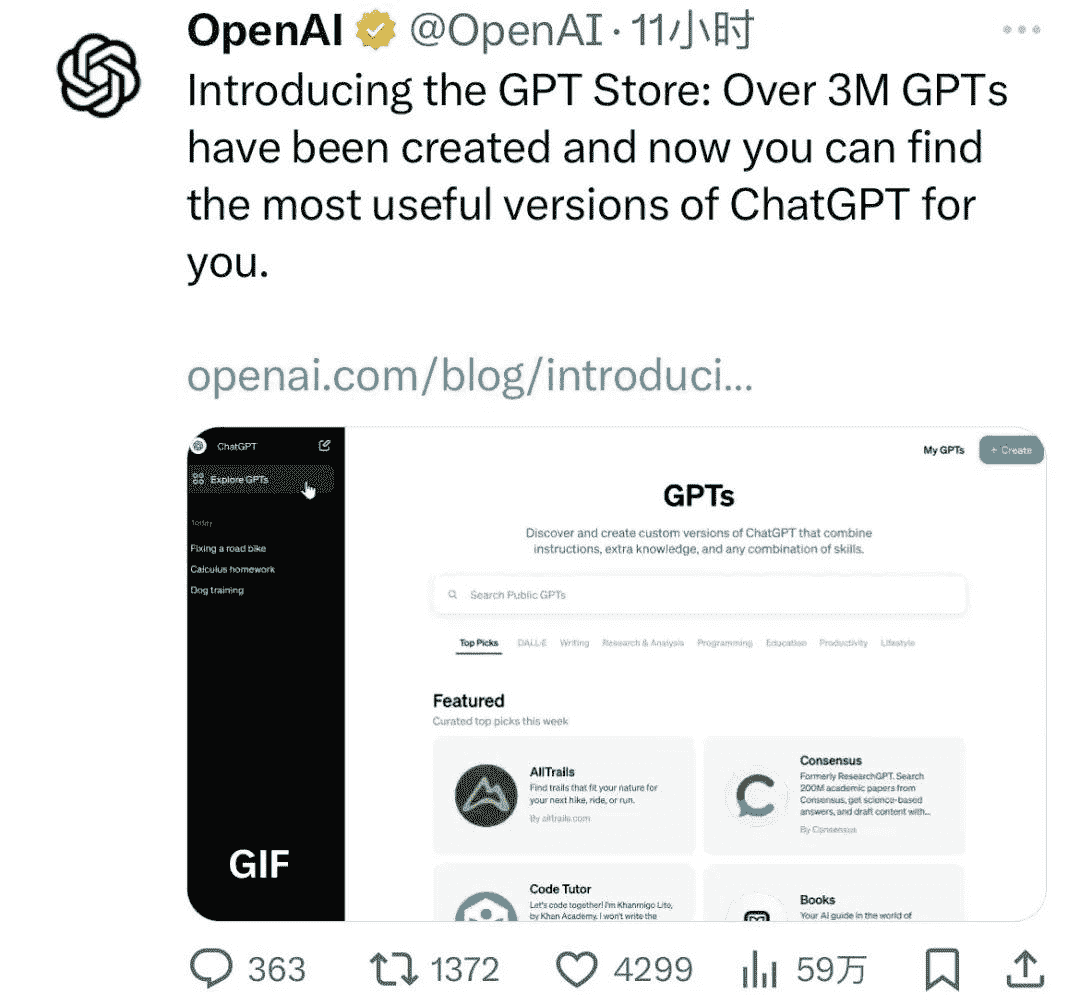 OpenAI @OpenAI · 11小时
Introducing the GPT Store: Over 3M GPTs
have been created and now you can find
the most useful versions of ChatGPT for
you.
openai.com/blog/introduci...
ChatGPT
Explore GPTs
Today
Fixing a road bike
Calculus homework
Dog training
GIF
My GPTs
+ Create
GPTs
Discover and create custom versions of ChatGPT that combine
instructions, extra knowledge, and any combination of skills.
Search Public GPTs
Top Picks DALL·E Writing Research & Analysis Programming Education Productivity Lifestyle
Featured
Curated top picks this week
AllTrails
Find trails that fit your nature for
your next hike, ride, or run.
By alltrails.com
Consensus
Formerly ResearchGPT. Search
200M academic papers from
Consensus, get science-based
answers, and draft content with...
By Consensus
Code Tutor
Let's code together! I'm Khanmigo Lite,
by Khan Academy. I won't write the
Books
Your AI guide in the world of
363 1372 4299 59万